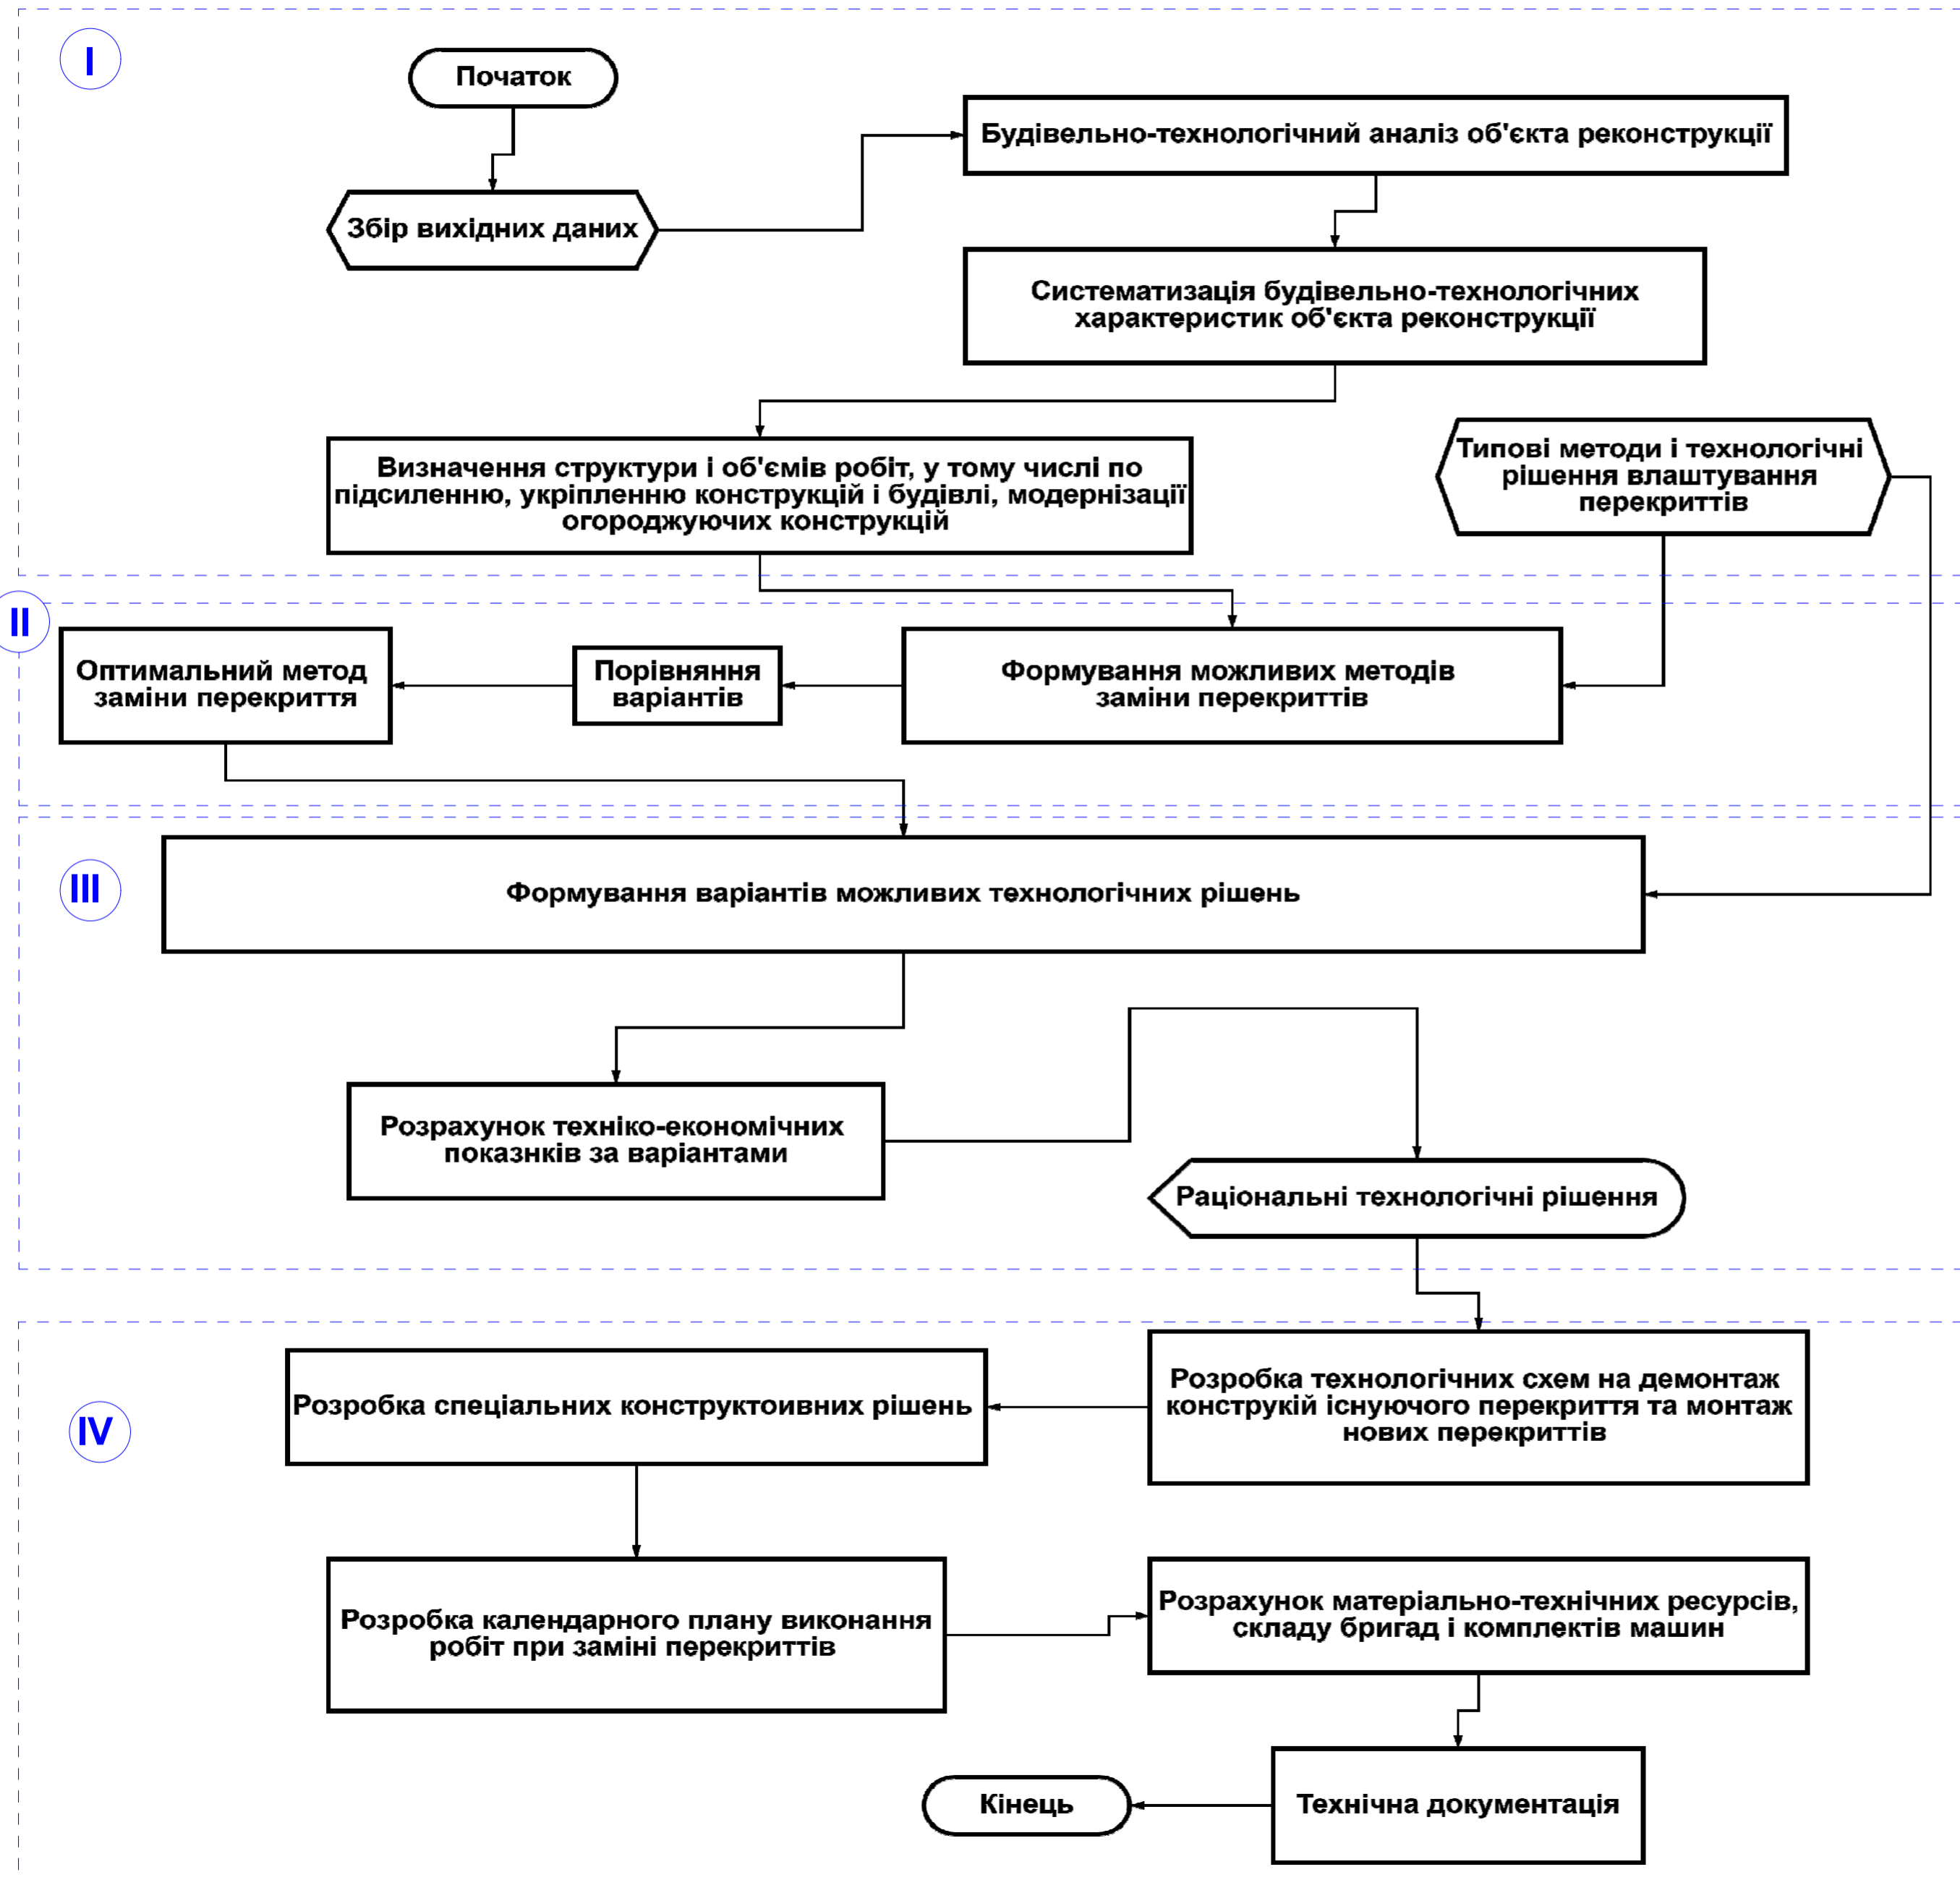 I
Початок
Будівельно-технологічний аналіз об'єкта реконструкції
Збір вихідних даних
Систематизація будівельно-технологічних
характеристик об'єкта реконструкції
Визначення структури і об'ємів робіт, у тому числі по
підсиленню, укріпленню конструкцій і будівлі, модернізації
огороджуючих конструкцій
Типові методи і технологічні
рішення влаштування
перекриттів
II
Оптимальний метод
заміни перекриття
Порівняння
варіантів
Формування можливих методів
заміни перекриттів
III
Формування варіантів можливих технологічних рішень
Розрахунок техніко-економічних
показнків за варіантами
Раціональні технологічні рішення
IV
Розробка спеціальних конструктоивних рішень
Розробка технологічних схем на демонтаж
конструкій існуючого перекриття та монтаж
нових перекриттів
Розробка календарного плану виконання
робіт при заміні перекриттів
Розрахунок матеріально-технічних ресурсів,
складу бригад і комплектів машин
Кінець
Технічна документація